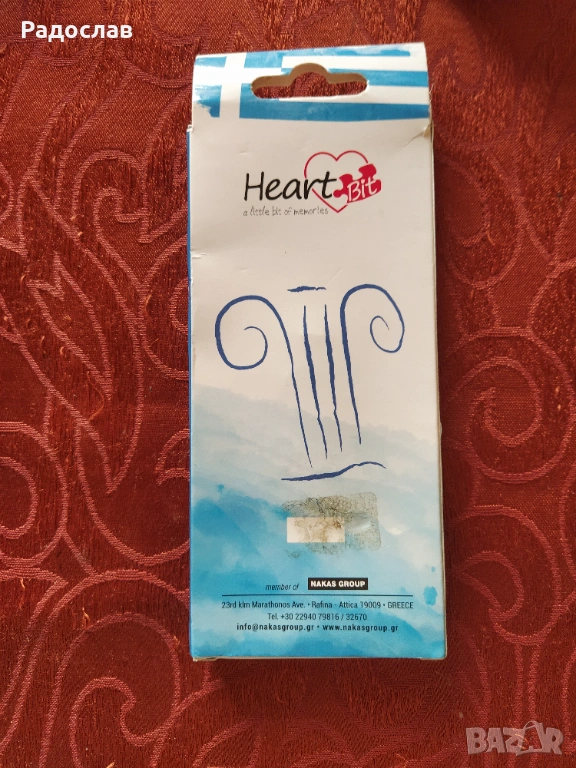 Радослав
Heart Bit
a little bit of memories
member of NAKAS GROUP
23rd klm Marathonos Ave. • Rafina - Attica 19009 • GREECE
Tel. +30 22940 79816 / 32670
info@nakasgroup.gr • www.nakasgroup.gr
BAZAR